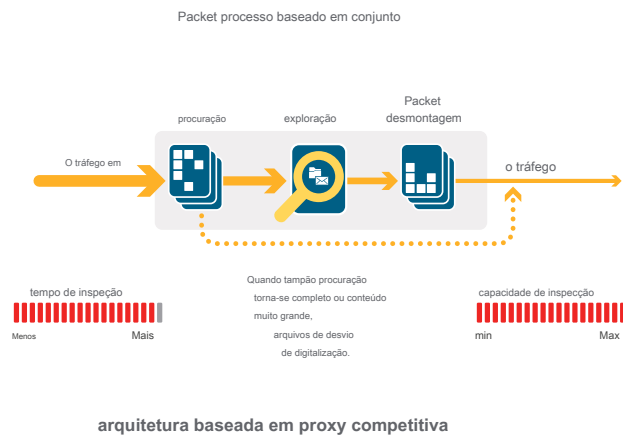 Packet processo baseado em conjunto
procuração
exploração
Packet
desmontagem
O tráfego em
o tráfego
tempo de inspeção
Menos
Mais
Quando tampão procuração
torna-se completo ou conteúdo
muito grande,
arquivos de desvio
de digitalização.
capacidade de inspecção
min
Max
arquitetura baseada em proxy competitiva